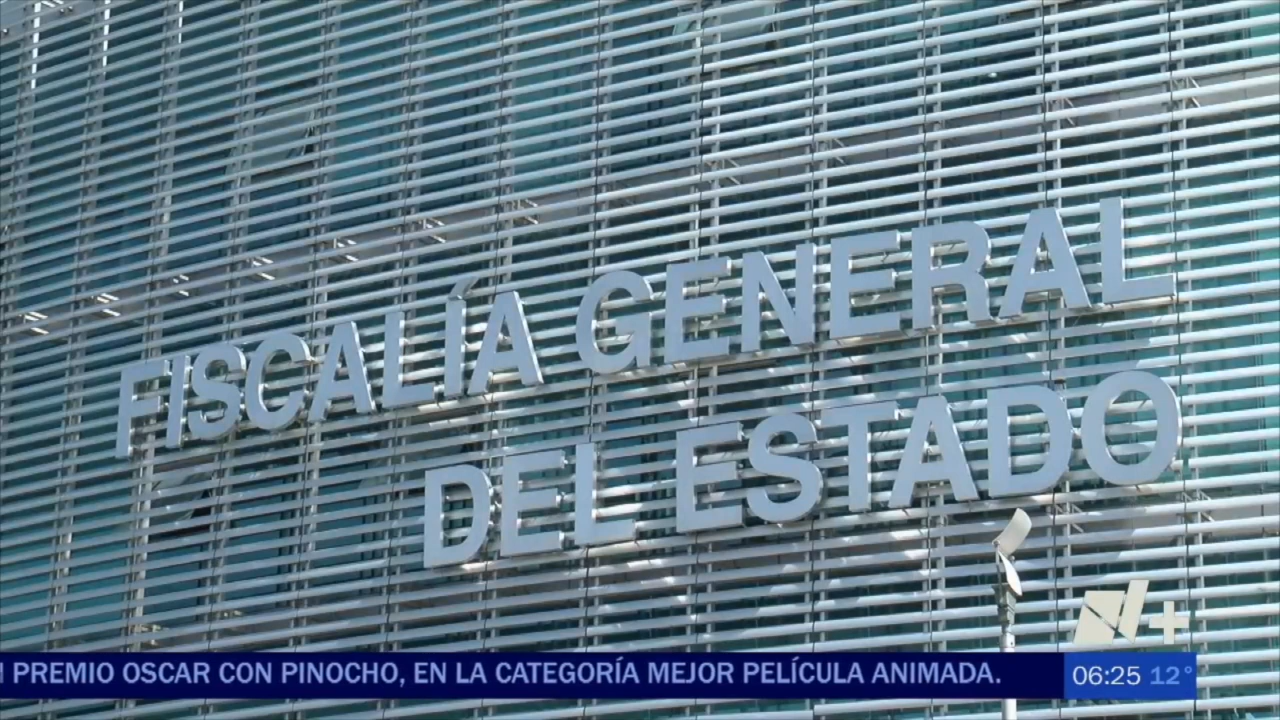 FISCALÍA GENERAL
DEL ESTADO
N+
PREMIO OSCAR CON PINOCHO, EN LA CATEGORÍA MEJOR PELÍCULA ANIMADA.
06:25 12°